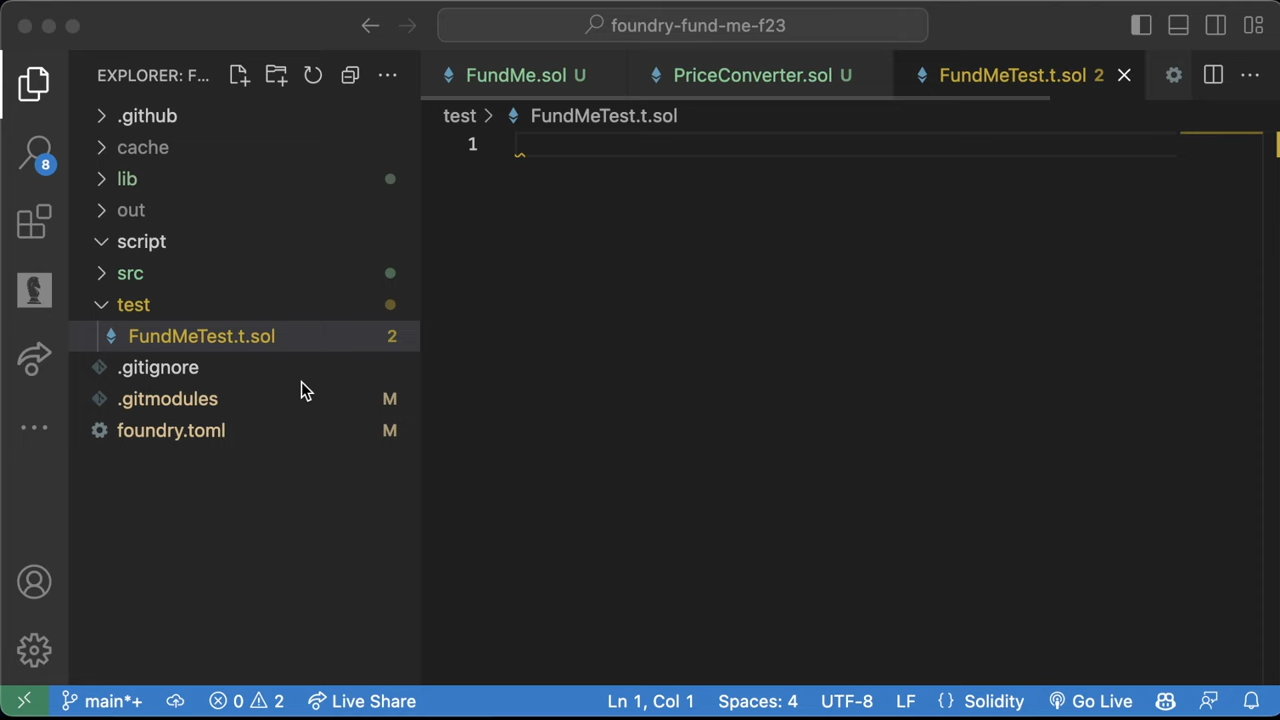 foundry-fund-me-f23
EXPLORER: F...
FundMe.sol U
PriceConverter.sol U
FundMeTest.t.sol 2
.github
test > FundMeTest.t.sol
cache
1
8
lib
out
script
src
test
FundMeTest.t.sol 2
.gitignore
.gitmodules M
foundry.toml M
main*+
0
2
Live Share
Ln 1, Col 1
Spaces: 4
UTF-8
LF
{} Solidity
Go Live